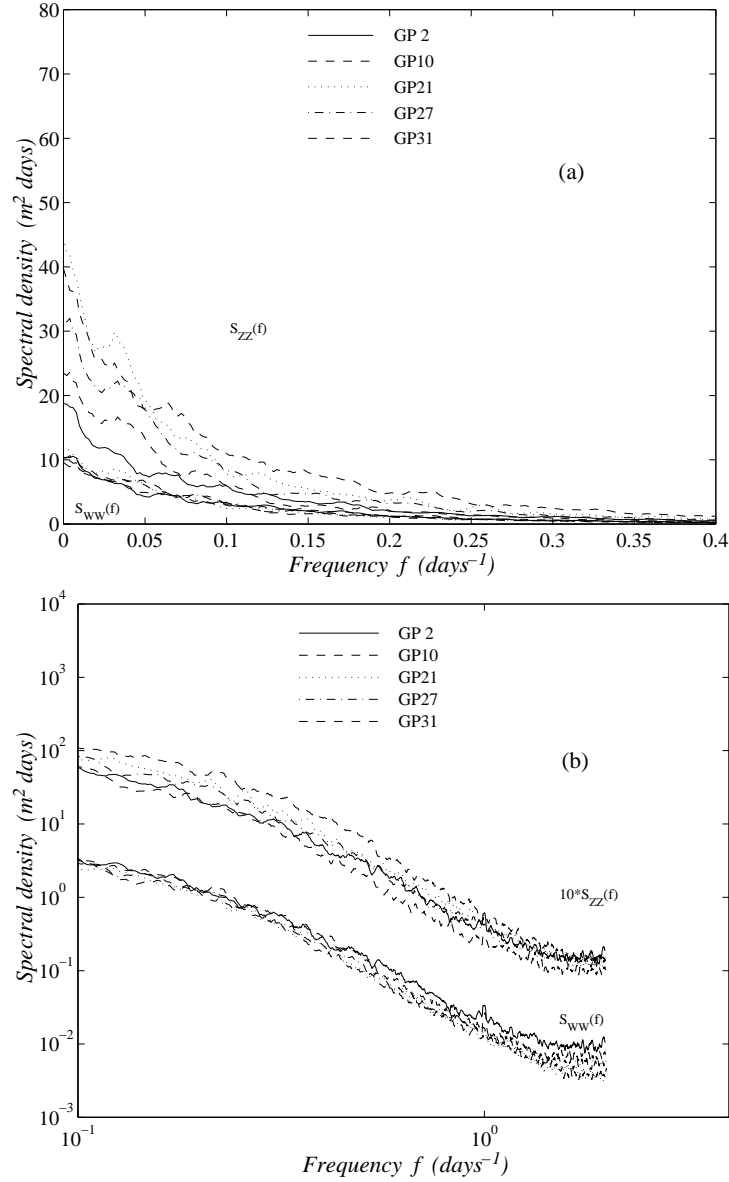 80
70
60
50
40
30
20
10
0
Spectral density (m² days)
GP 2
GP10
GP21
GP27
GP31
(a)
S_ZZ(f)
S_WW(f)
0 0.05 0.1 0.15 0.2 0.25 0.3 0.35 0.4
Frequency f (days⁻¹)
10⁴
10³
10²
10¹
10⁰
10⁻¹
10⁻²
10⁻³
Spectral density (m² days)
GP 2
GP10
GP21
GP27
GP31
(b)
10*S_ZZ(f)
S_WW(f)
10⁻¹ 10⁰
Frequency f (days⁻¹)